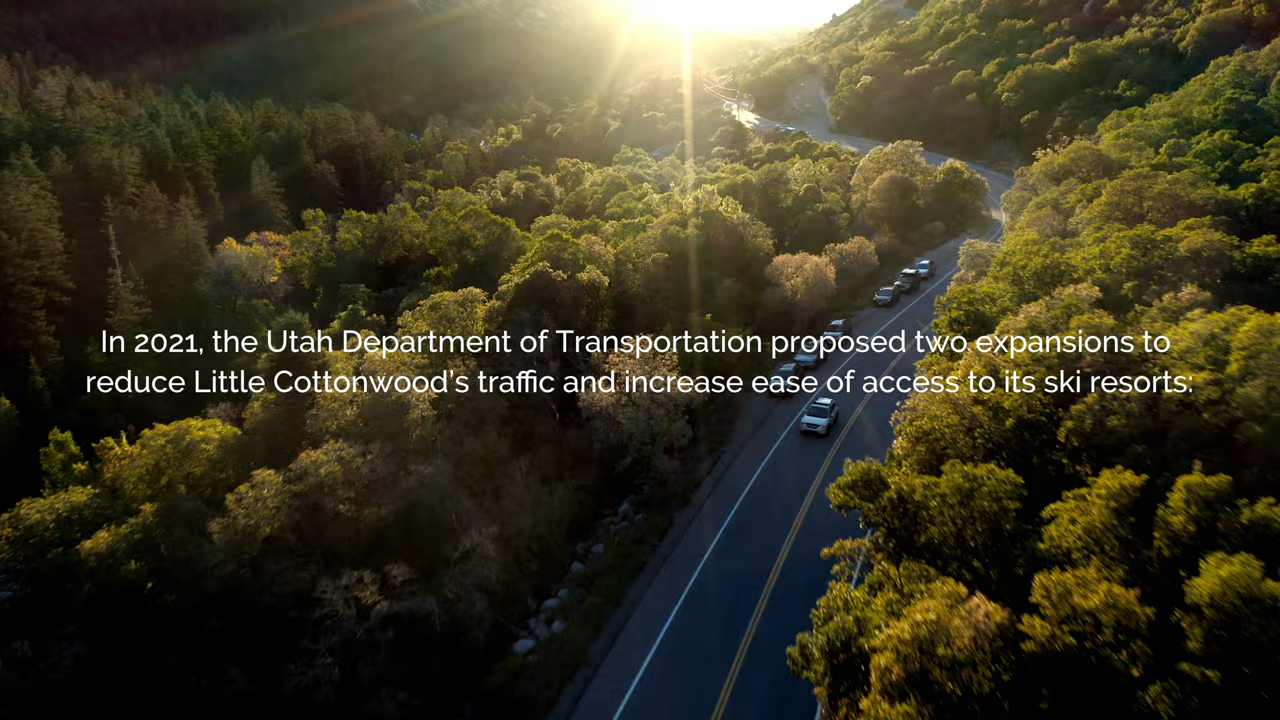 In 2021, the Utah Department of Transportation proposed two expansions to
reduce Little Cottonwood’s traffic and increase ease of access to its ski resorts: